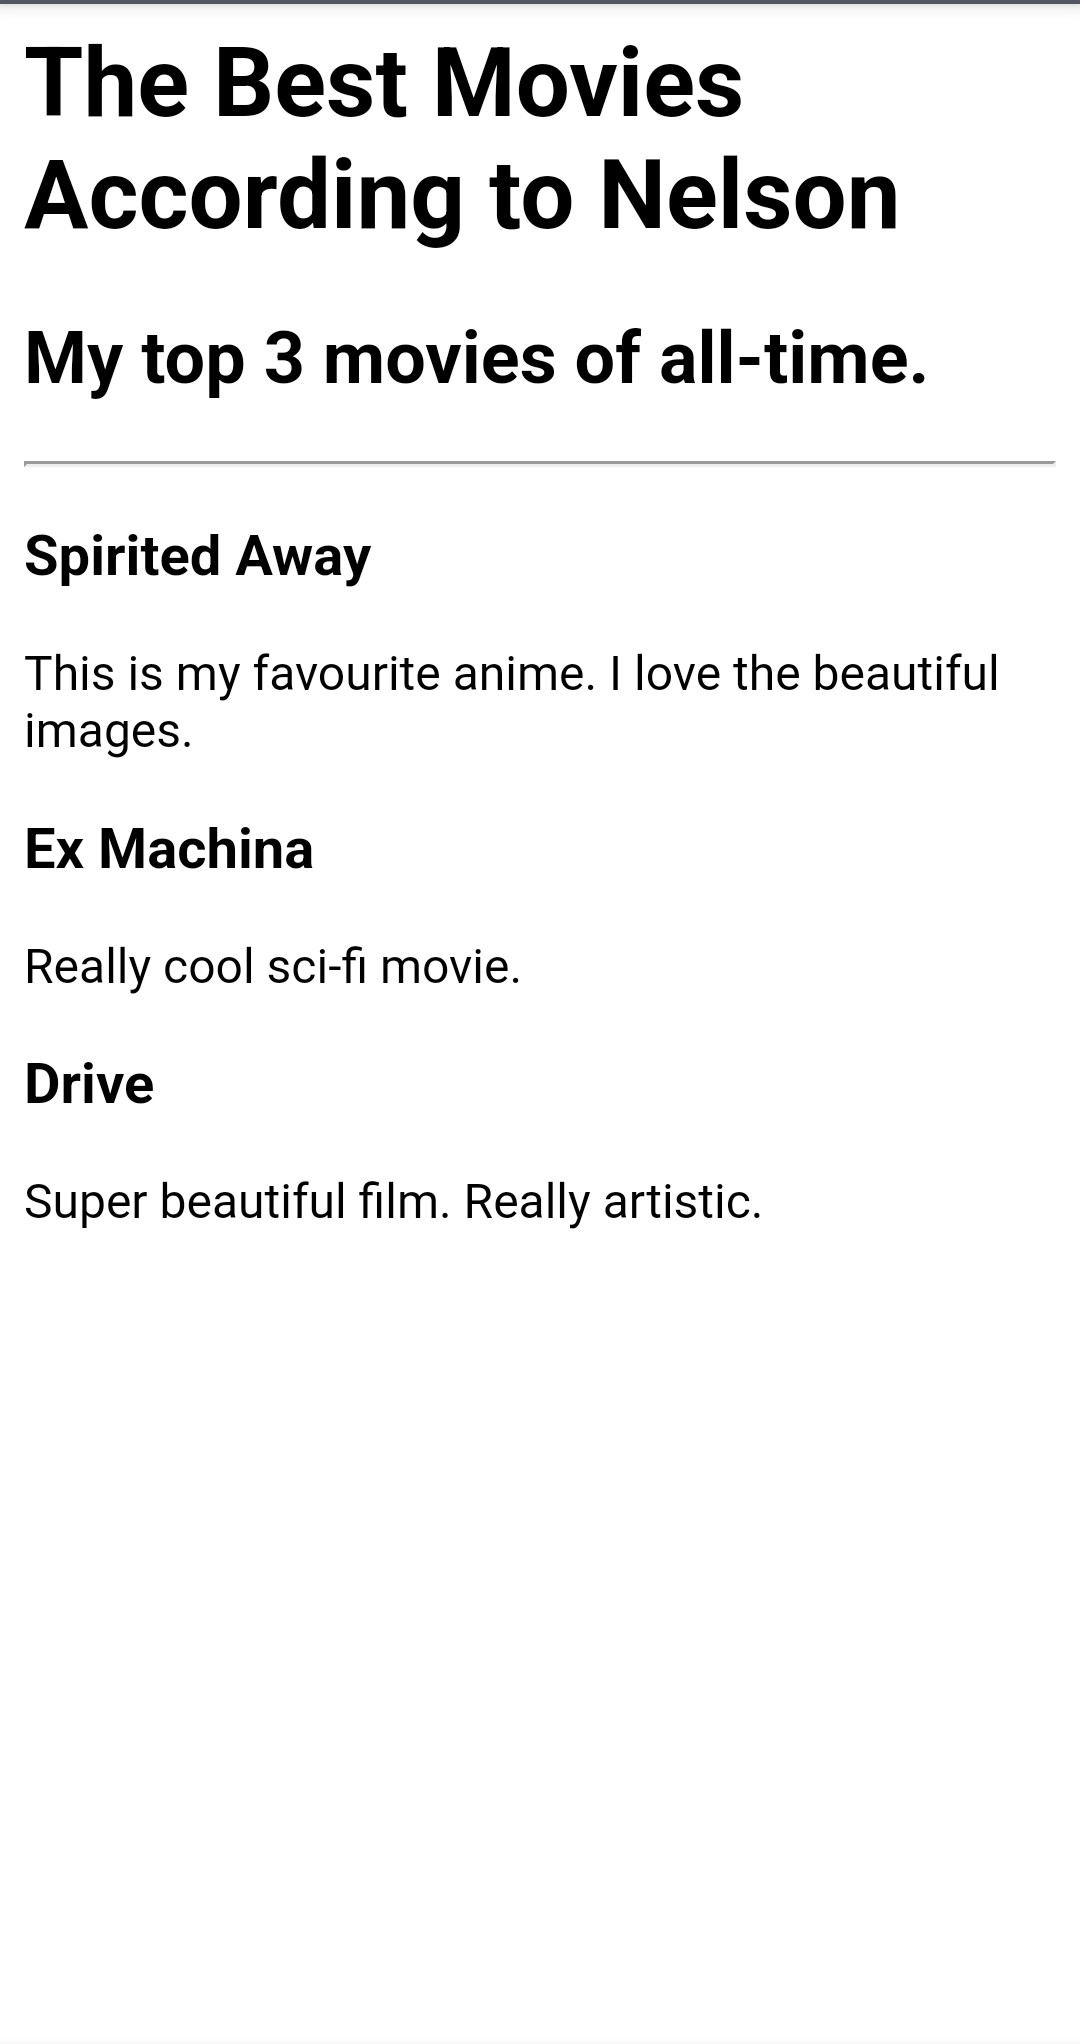 The Best Movies
According to Nelson
My top 3 movies of all-time.
Spirited Away
This is my favourite anime. I love the beautiful
images.
Ex Machina
Really cool sci-fi movie.
Drive
Super beautiful film. Really artistic.